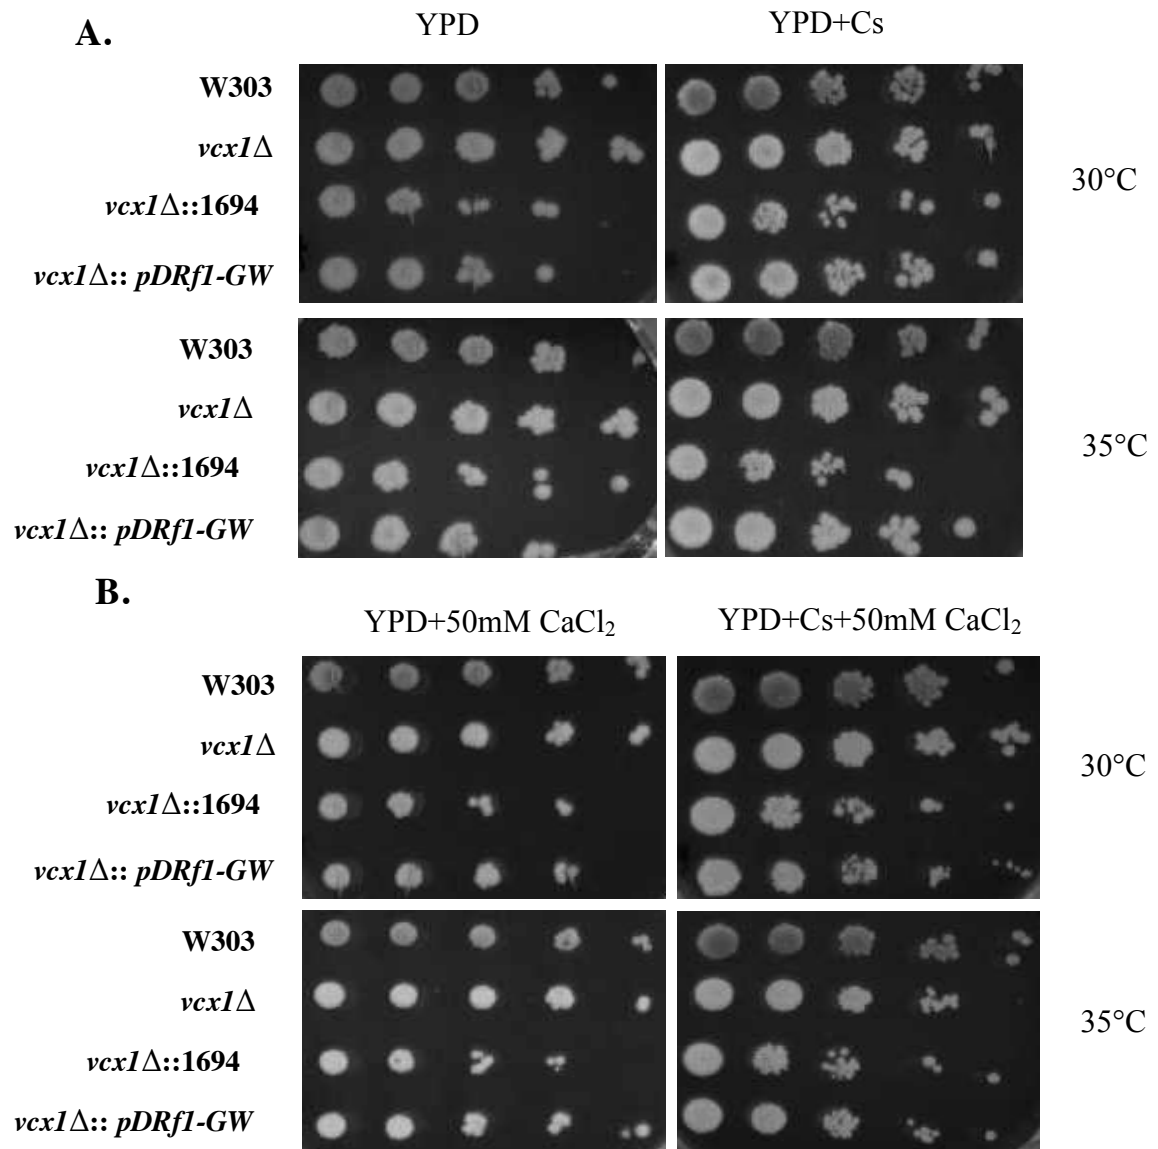 A.
YPD
YPD+Cs
W303
vcx1Δ
vcx1Δ::1694
vcx1Δ:: pDRf1-GW
30°C
W303
vcx1Δ
vcx1Δ::1694
vcx1Δ:: pDRf1-GW
35°C
B.
YPD+50mM CaCl₂
YPD+Cs+50mM CaCl₂
W303
vcx1Δ
vcx1Δ::1694
vcx1Δ:: pDRf1-GW
30°C
W303
vcx1Δ
vcx1Δ::1694
vcx1Δ:: pDRf1-GW
35°C